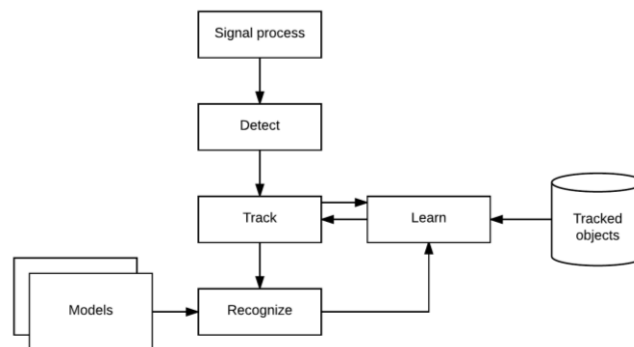 Signal process
Detect
Track
Learn
Tracked
objects
Models
Recognize